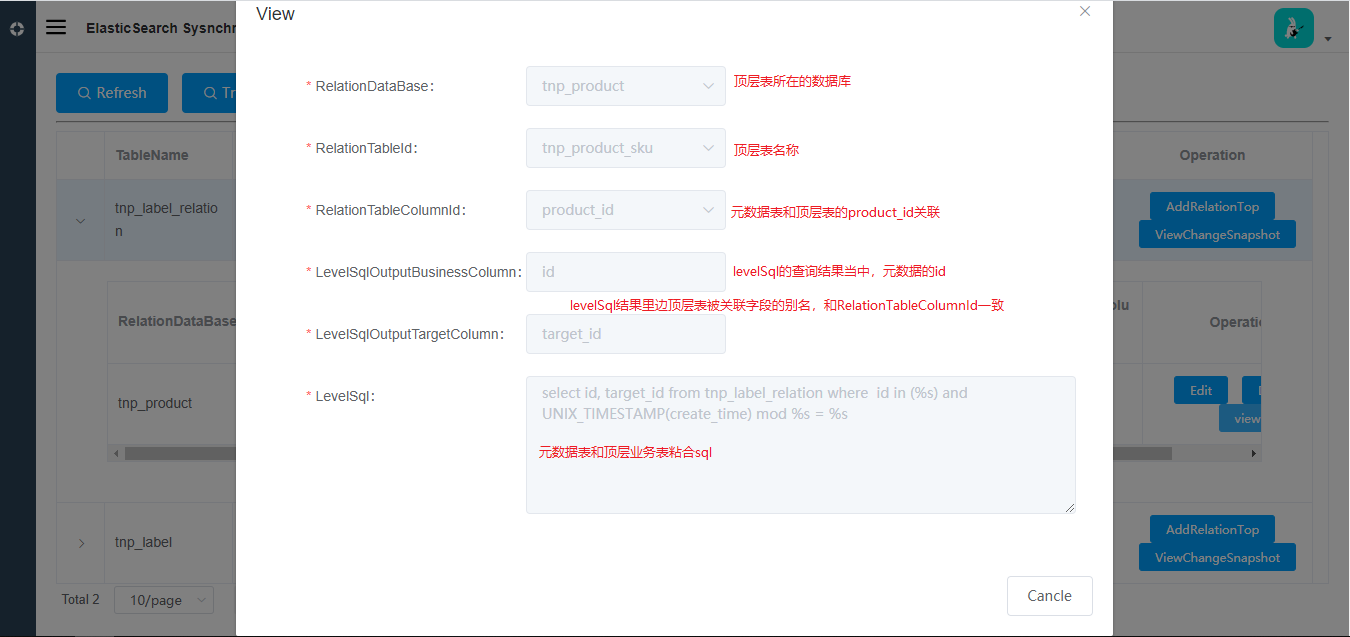 View
ElasticSearch Sysnchr
Refresh
Tr
* RelationDataBase:
tnp_product
顶层表所在的数据库
* RelationTableId:
tnp_product_sku
顶层表名称
* RelationTableColumnId:
product_id
元数据表和顶层表的product_id关联
* LevelSqlOutputBusinessColumn:
id
levelSql的查询结果当中，元数据的id
levelSql结果里边顶层表被关联字段的别名，和RelationTableColumnId一致
* LevelSqlOutputTargetColumn:
target_id
* LevelSql:
select id, target_id from tnp_label_relation where  id in (%s) and
UNIX_TIMESTAMP(create_time) mod %s = %s
元数据表和顶层业务表粘合sql
Cancle
TableName
Operation
tnp_label_relatio
n
AddRelationTop
ViewChangeSnapshot
RelationDataBase
olu
Operatio
tnp_product
Edit
view
tnp_label
AddRelationTop
ViewChangeSnapshot
Total 2
10/page